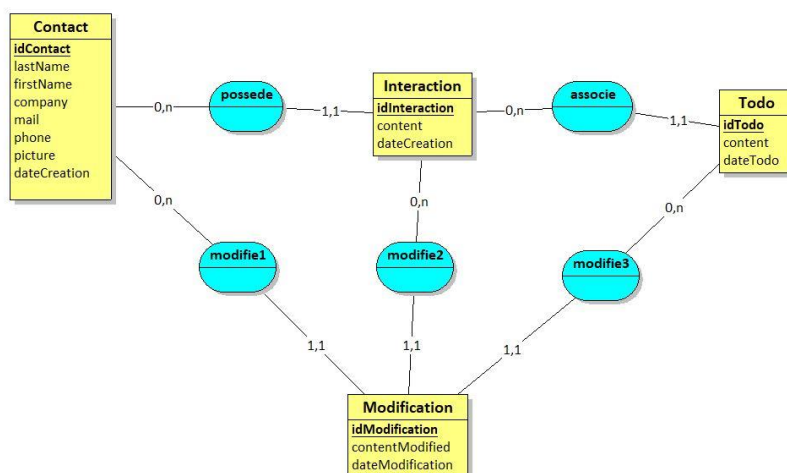 Contact
idContact
lastName
firstName
company
mail
phone
picture
dateCreation
0,n
possede
1,1
Interaction
idInteraction
content
dateCreation
0,n
associe
1,1
Todo
idTodo
content
dateTodo
0,n
modifie1
1,1
0,n
modifie2
1,1
0,n
modifie3
1,1
Modification
idModification
contentModified
dateModification